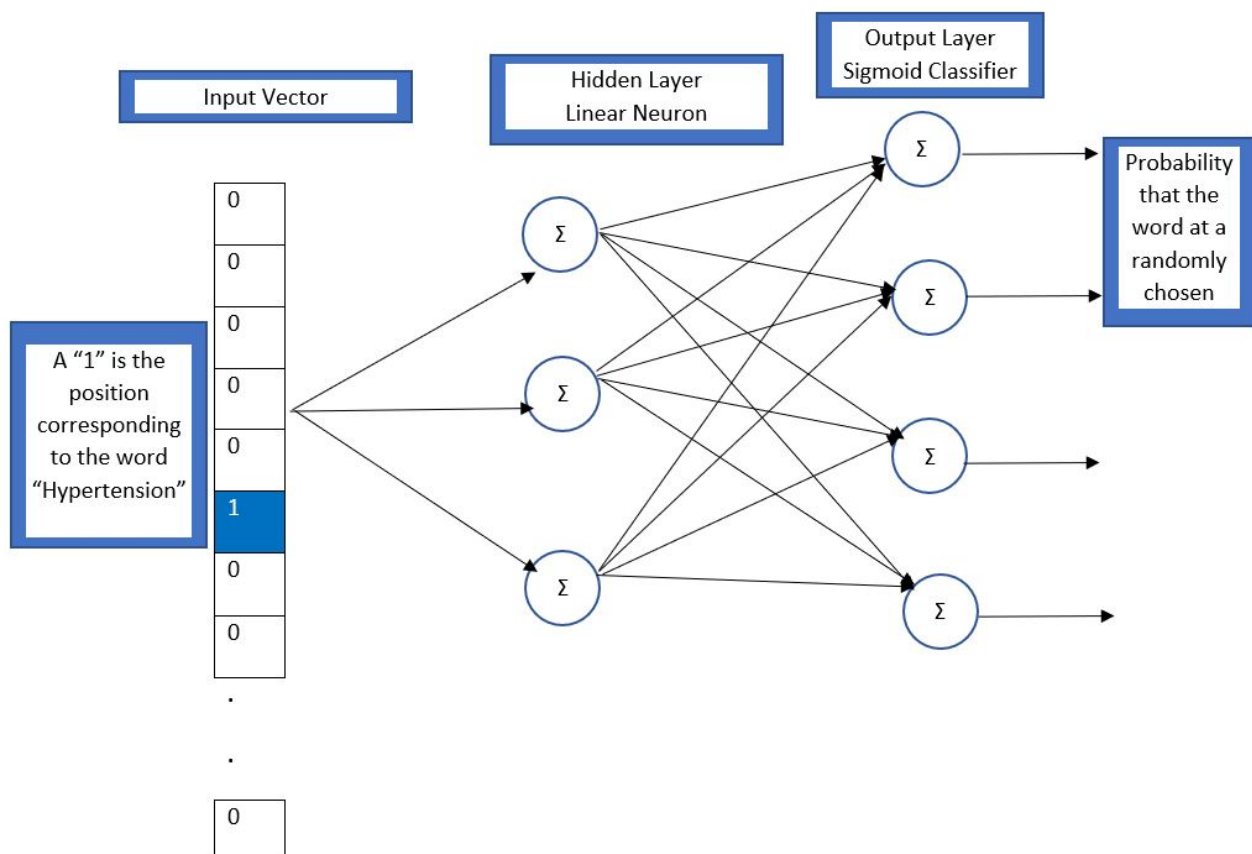 Input Vector
Hidden Layer
Linear Neuron
Output Layer
Sigmoid Classifier
A “1” is the
position
corresponding
to the word
“Hypertension”
0
0
0
0
0
1
0
0
.
.
0
Σ
Σ
Σ
Σ
Σ
Σ
Σ
Probability
that the
word at a
randomly
chosen